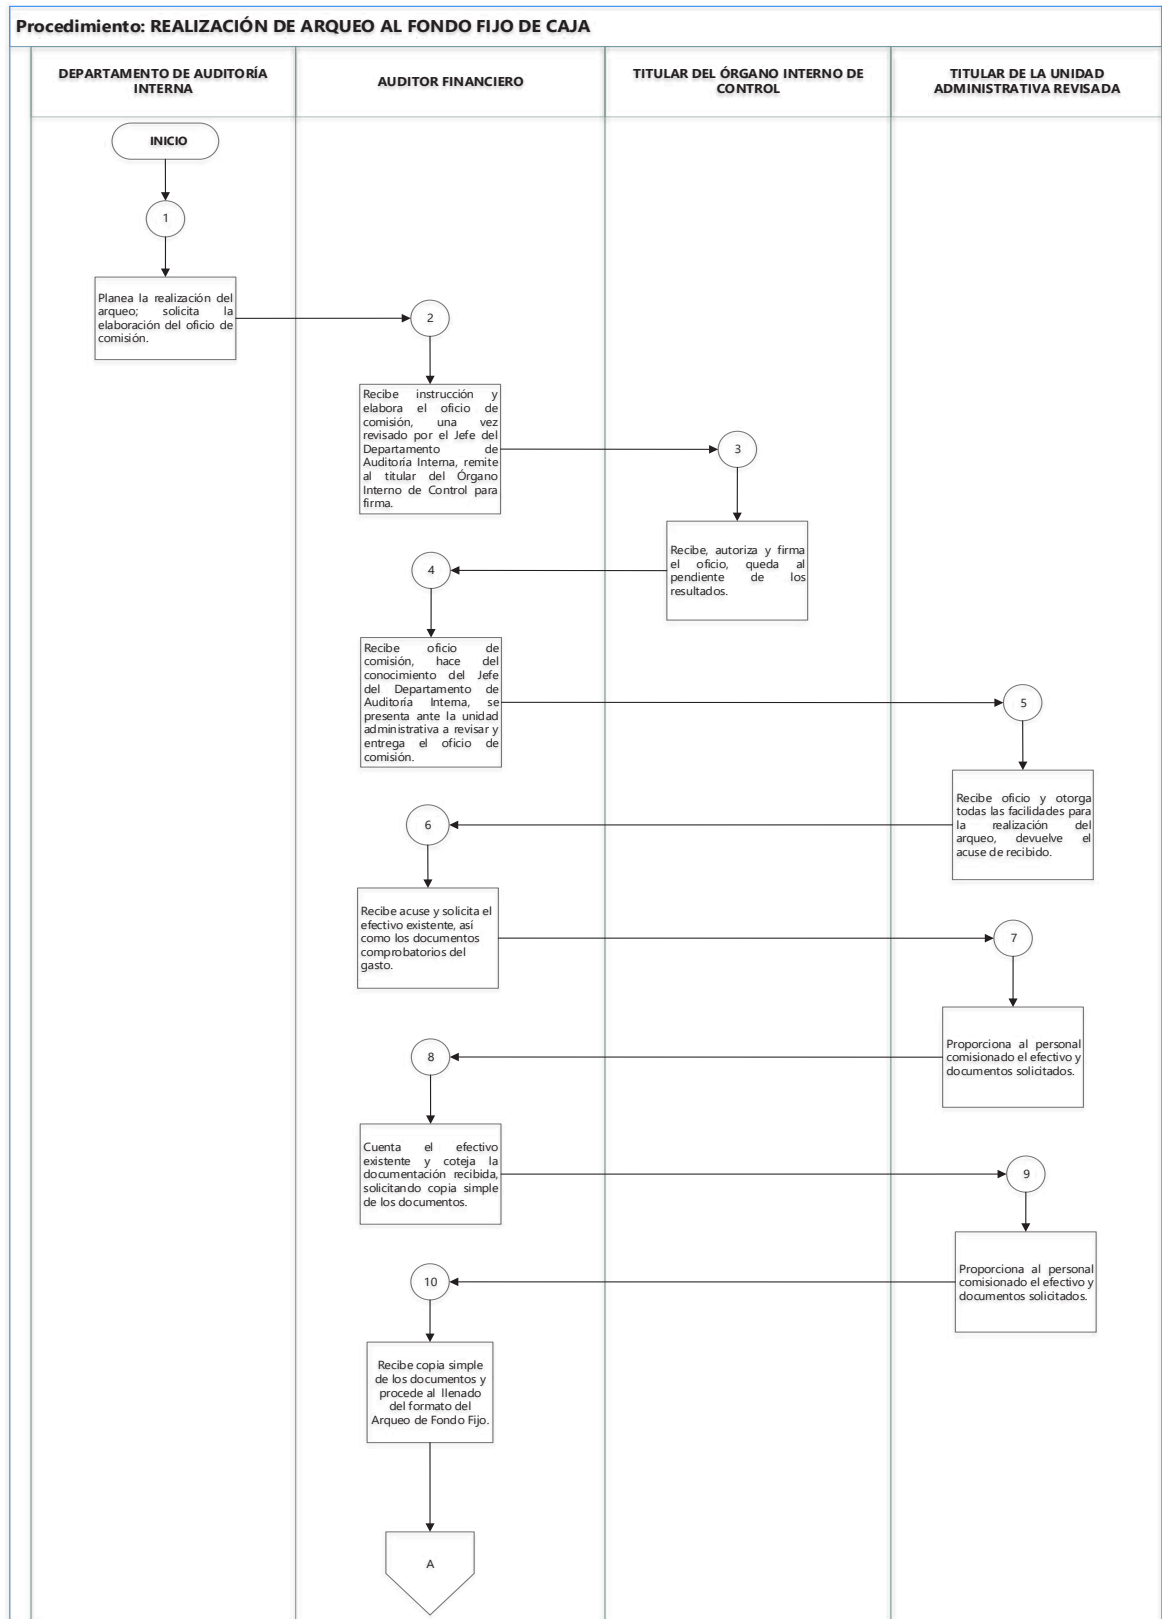 Procedimiento: REALIZACIÓN DE ARQUEO AL FONDO FIJO DE CAJA
DEPARTAMENTO DE AUDITORÍA
INTERNA
AUDITOR FINANCIERO
TITULAR DEL ÓRGANO INTERNO DE
CONTROL
TITULAR DE LA UNIDAD
ADMINISTRATIVA REVISADA
INICIO
1
Planea la realización del
arqueo; solicita la
elaboración del oficio de
comisión.
2
Recibe instrucción y
elabora el oficio de
comisión, una vez
revisado por el Jefe del
Departamento de
Auditoría Interna, remite
al titular del Órgano
Interno de Control para
firma.
3
Recibe, autoriza y firma
el oficio, queda al
pendiente de los
resultados.
4
Recibe oficio de
comisión, hace del
conocimiento del Jefe
del Departamento de
Auditoría Interna, se
presenta ante la unidad
administrativa a revisar y
entrega el oficio de
comisión.
5
Recibe oficio y otorga
todas las facilidades para
la realización del
arqueo, devuelve el
acuse de recibido.
6
Recibe acuse y solicita el
efectivo existente, así
como los documentos
comprobatorios del
gasto.
7
Proporciona al personal
comisionado el efectivo y
documentos solicitados.
8
Cuenta el efectivo
existente y coteja la
documentación recibida,
solicitando copia simple
de los documentos.
9
Proporciona al personal
comisionado el efectivo y
documentos solicitados.
10
Recibe copia simple
de los documentos y
procede al llenado
del formato del
Arqueo de Fondo Fijo.
A